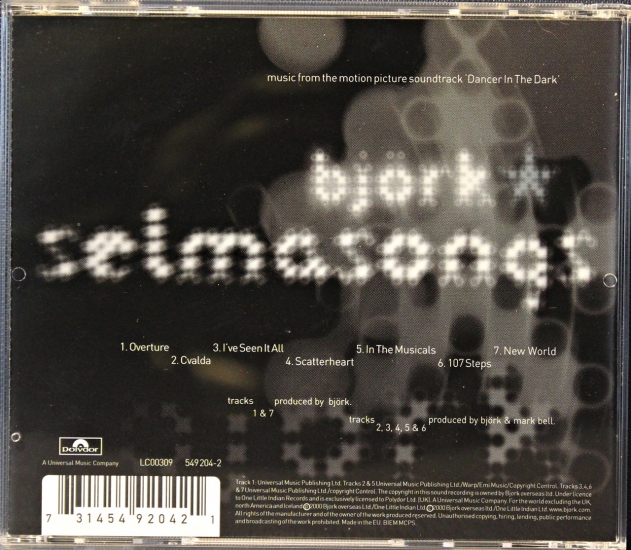 music from the motion picture soundtrack 'Dancer In The Dark'
björk
selmasongs
1. Overture 3. I've Seen It All 5. In The Musicals 7. New World
2. Cvalda 4. Scatterheart 6. 107 Steps
tracks produced by björk.
1 & 7
tracks produced by björk & mark bell.
2, 3, 4, 5 & 6
Polydor
A Universal Music Company LC00309 549 204-2
Track 1: Universal Music Publishing Ltd. Tracks 2 & 5 Universal Music Publishing Ltd./Warp/Emi Music/Copyright Control. Tracks 3,4,6
& 7 Universal Music Publishing Ltd./copyright Control. The copyright in this sound recording is owned by Bjork overseas ltd. Under licence
to One Little Indian Records and is exclusively licensed to Polydor Ltd. (UK). A Universal Music Company. For the world excluding the UK,
north America and Iceland ℗2000 Bjork overseas Ltd./One Little Indian Ltd. ©2000 Bjork overseas Ltd./One Little Indian Ltd. www.bjork.com.
All rights of the manufacturer and of the owner of the work produced reserved. Unauthorised copying, hiring, lending, public performance
and broadcasting of the work prohibited. Made in the EU. BIEM MCPS.
7 31454 92042 1